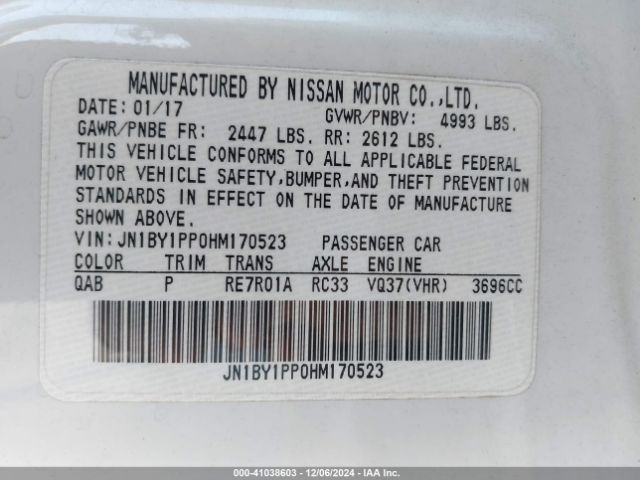 MANUFACTURED BY NISSAN MOTOR CO.,LTD.
DATE: 01/17 GVWR/PNBV: 4993 LBS.
GAWR/PNBE FR: 2447 LBS. RR: 2612 LBS.
THIS VEHICLE CONFORMS TO ALL APPLICABLE FEDERAL
MOTOR VEHICLE SAFETY,BUMPER,AND THEFT PREVENTION
STANDARDS IN EFFECT ON THE DATE OF MANUFACTURE
SHOWN ABOVE.
VIN:JN1BY1PP0HM170523 PASSENGER CAR
COLOR TRIM TRANS AXLE ENGINE
QAB P RE7R01A RC33 VQ37(VHR) 3696CC
JN1BY1PP0HM170523
000-41038603 - 12/06/2024 - IAA Inc.